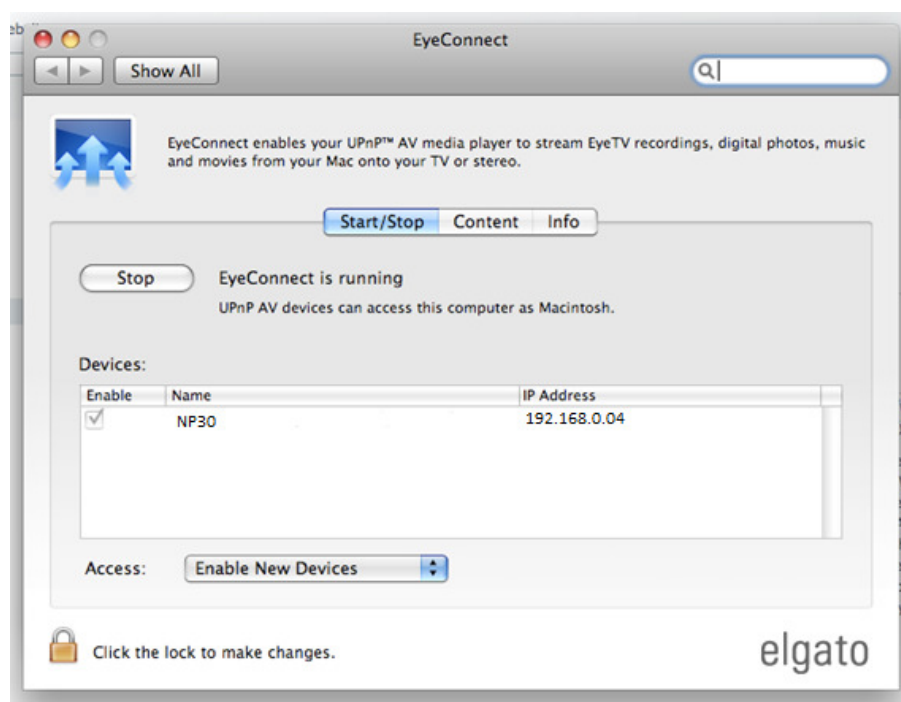 eb
EyeConnect
Show All
EyeConnect enables your UPnP™ AV media player to stream EyeTV recordings, digital photos, music
and movies from your Mac onto your TV or stereo.
Start/Stop Content Info
Stop EyeConnect is running
UPnP AV devices can access this computer as Macintosh.
Devices:
Enable Name IP Address
NP30 192.168.0.04
Access: Enable New Devices
Click the lock to make changes.
elgato